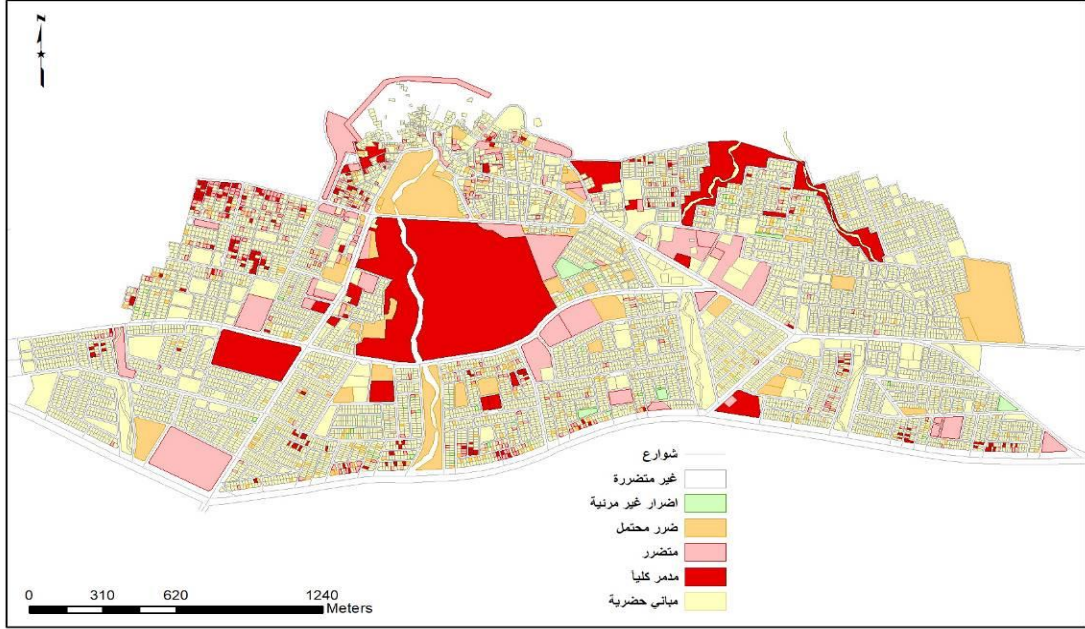 N
شوارع
غير متضررة
اضرار غير مرئية
ضرر محتمل
متضرر
مدمر كلياً
مباني حضرية
0 310 620 1240
Meters